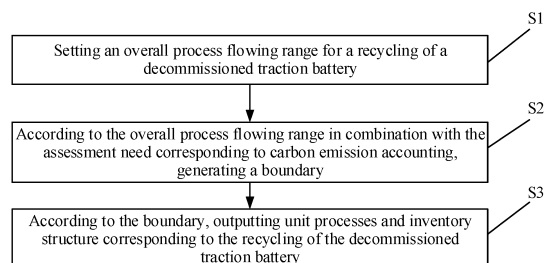 S1
Setting an overall process flowing range for a recycling of a
decommissioned traction battery
S2
According to the overall process flowing range in combination with the
assessment need corresponding to carbon emission accounting,
generating a boundary
S3
According to the boundary, outputting unit processes and inventory
structure corresponding to the recycling of the decommissioned
traction battery